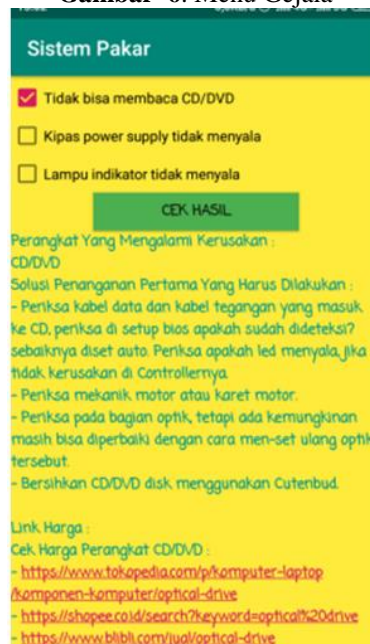 Gambar 6. Menu Gejala
Sistem Pakar
Tidak bisa membaca CD/DVD
Kipas power supply tidak menyala
Lampu indikator tidak menyala
CEK HASIL
Perangkat Yang Mengalami Kerusakan :
CD/DVD
Solusi Penanganan Pertama Yang Harus Dilakukan :
- Periksa kabel data dan kabel tegangan yang masuk
ke CD, periksa di setup bios apakah sudah dideteksi?
sebaiknya diset auto. Periksa apakah led menyala, jika
tidak kerusakan di Controllernya.
- Periksa mekanik motor atau karet motor.
- Periksa pada bagian optik, tetapi ada kemungkinan
masih bisa diperbaiki dengan cara men-set ulang optik
tersebut.
- Bersihkan CD/DVD disk menggunakan Cutenbud.
Link Harga :
Cek Harga Perangkat CD/DVD :
- https://www.tokopedia.com/p/komputer-laptop
/komponen-komputer/optical-drive
- https://shopee.co.id/search?keyword=optical%20drive
- https://www.blibli.com/jual/optical-drive